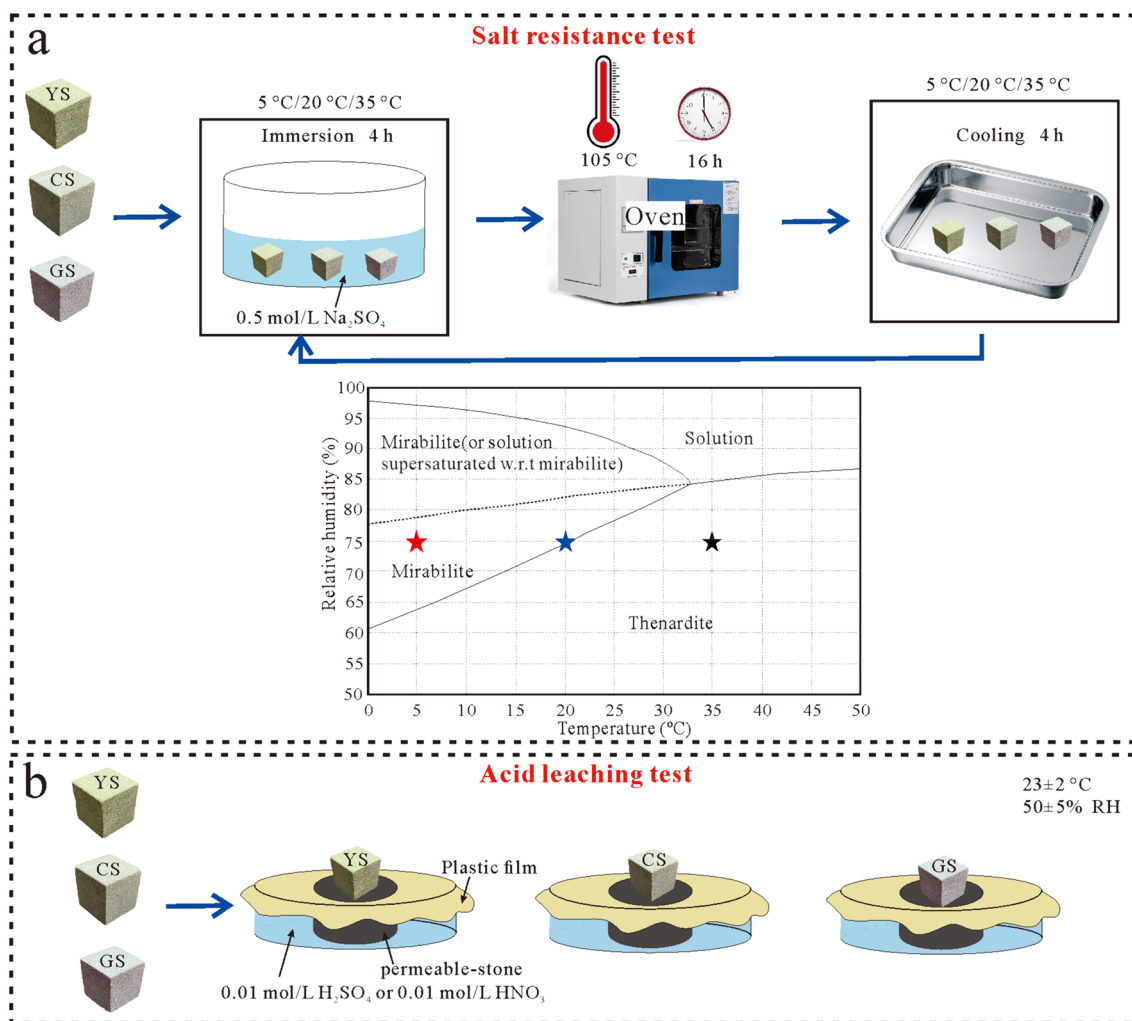 a
Salt resistance test
YS
CS
GS
5 °C/20 °C/35 °C
Immersion 4 h
0.5 mol/L Na₂SO₄
105 °C
16 h
Oven
5 °C/20 °C/35 °C
Cooling 4 h
Relative humidity (%)
100
95
90
85
80
75
70
65
60
55
50
Mirabilite(or solution
supersaturated w.r.t mirabilite)
Solution
Mirabilite
Thenardite
0 5 10 15 20 25 30 35 40 45 50
Temperature (°C)
b
Acid leaching test
23±2 °C
50±5% RH
YS
CS
GS
YS
Plastic film
CS
GS
permeable-stone
0.01 mol/L H₂SO₄ or 0.01 mol/L HNO₃